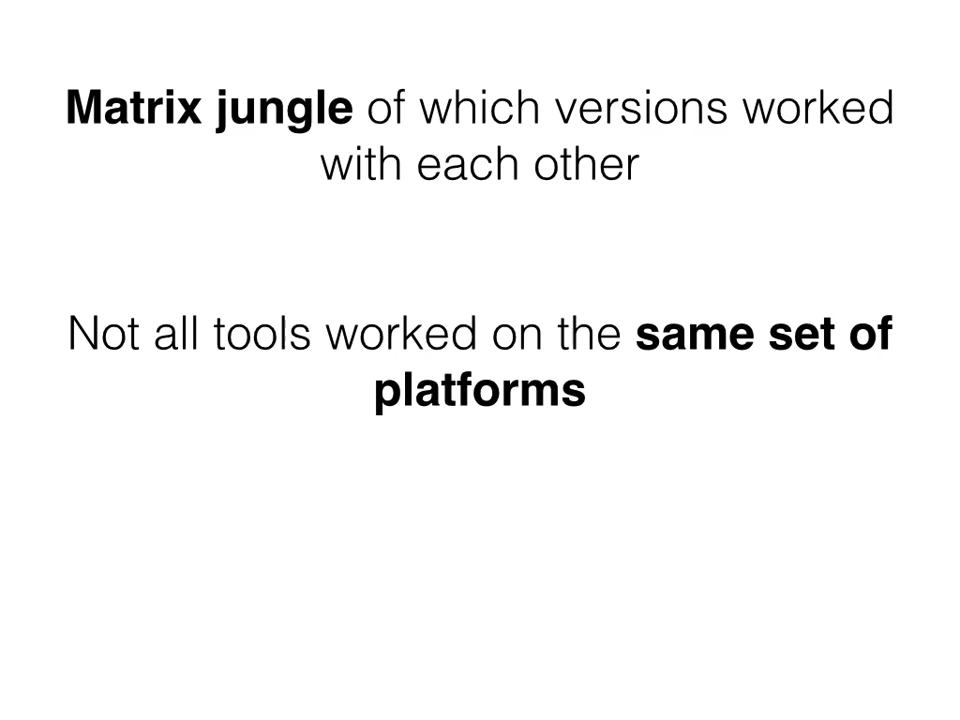 Matrix jungle of which versions worked
with each other
Not all tools worked on the same set of
platforms